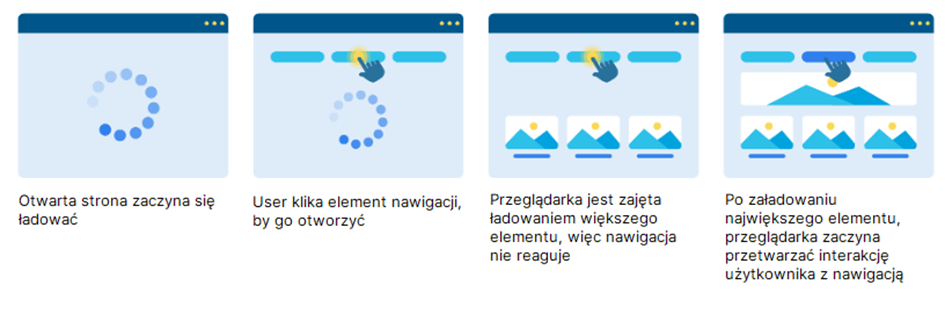 Otwarta strona zaczyna się
ładować
User klika element nawigacji,
by go otworzyć
Przeglądarka jest zajęta
ładowaniem większego
elementu, więc nawigacja
nie reaguje
Po załadowaniu
największego elementu,
przeglądarka zaczyna
przetwarzać interakcję
użytkownika z nawigacją